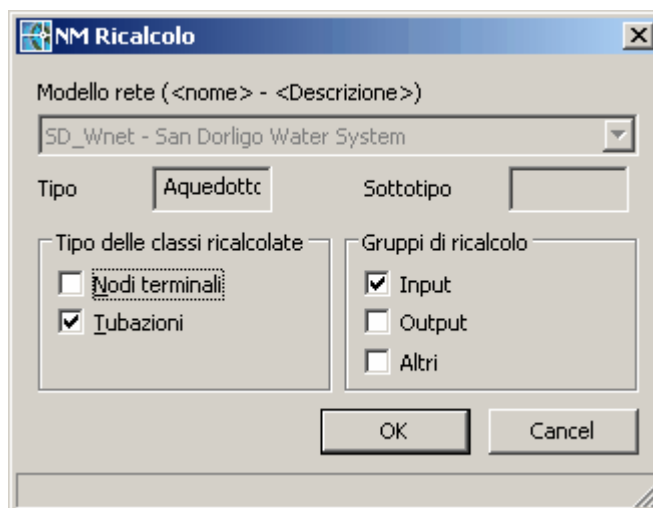 NM Ricalcolo
Modello rete (<nome> - <Descrizione>)
SD_Wnet - San Dorligo Water System
Tipo Aquedotto Sottotipo
Tipo delle classi ricalcolate
Nodi terminali
Tubazioni
Gruppi di ricalcolo
Input
Output
Altri
OK Cancel